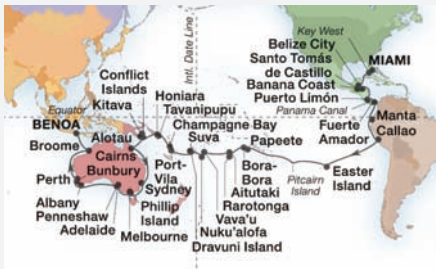 Key West
Belize City
Santo Tomás
de Castillo
MIAMI
Banana Coast
Puerto Limón
Panama Canal
Intl. Date Line
Conflict
Islands
Kitava
Equator
Honiara
Tavanipupu
Champagne Bay
Suva
Papeete
Fuerte
Amador
Manta
Callao
BENOA
Alotau
Broome
Cairns
Bunbury
Port-
Vila
Sydney
Bora-
Bora
Aitutaki
Rarotonga
Vava'u
Nuku'alofa
Dravuni Island
Pitcairn
Island
Easter
Island
Perth
Phillip
Island
Albany
Penneshaw
Adelaide
Melbourne